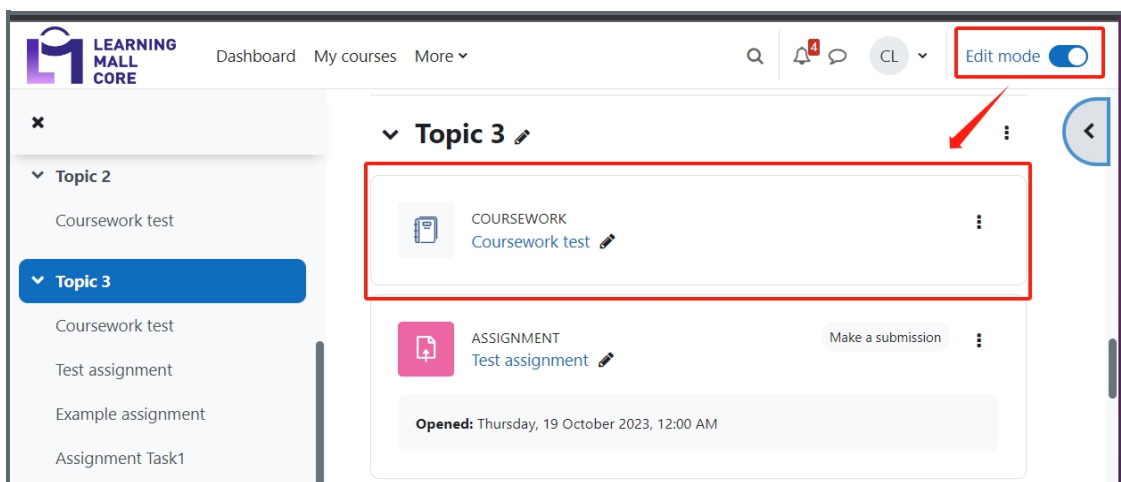 LEARNING
MALL
CORE
Dashboard My courses More
4
CL
Edit mode
Topic 2
Coursework test
Topic 3
Coursework test
Test assignment
Example assignment
Assignment Task1
Topic 3
COURSEWORK
Coursework test
ASSIGNMENT
Test assignment
Make a submission
Opened: Thursday, 19 October 2023, 12:00 AM